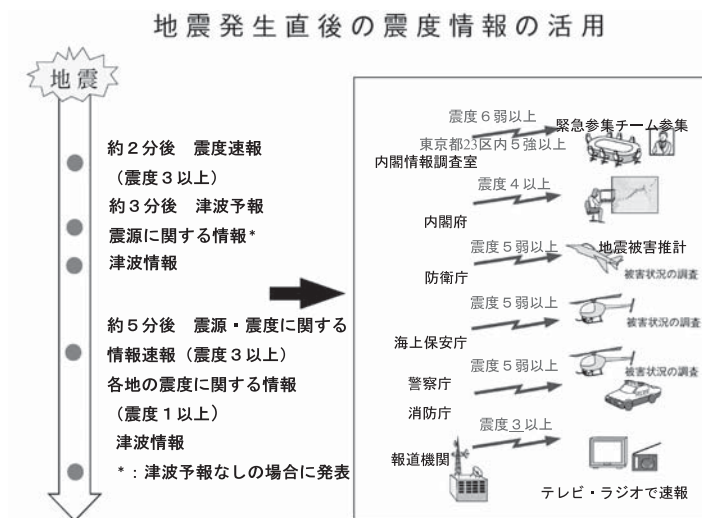 地震発生直後の震度情報の活用
地震
約２分後　震度速報
（震度３以上）
約３分後　津波予報
震源に関する情報*
津波情報
約５分後　震源・震度に関する
情報速報（震度３以上）
各地の震度に関する情報
（震度１以上）
津波情報
*：津波予報なしの場合に発表
震度６弱以上
緊急参集チーム参集
東京都23区内５強以上
内閣情報調査室
震度４以上
内閣府
震度５弱以上
地震被害推計
防衛庁
被害状況の調査
震度５弱以上
被害状況の調査
海上保安庁
震度５弱以上
被害状況の調査
警察庁
消防庁
震度３以上
報道機関
テレビ・ラジオで速報